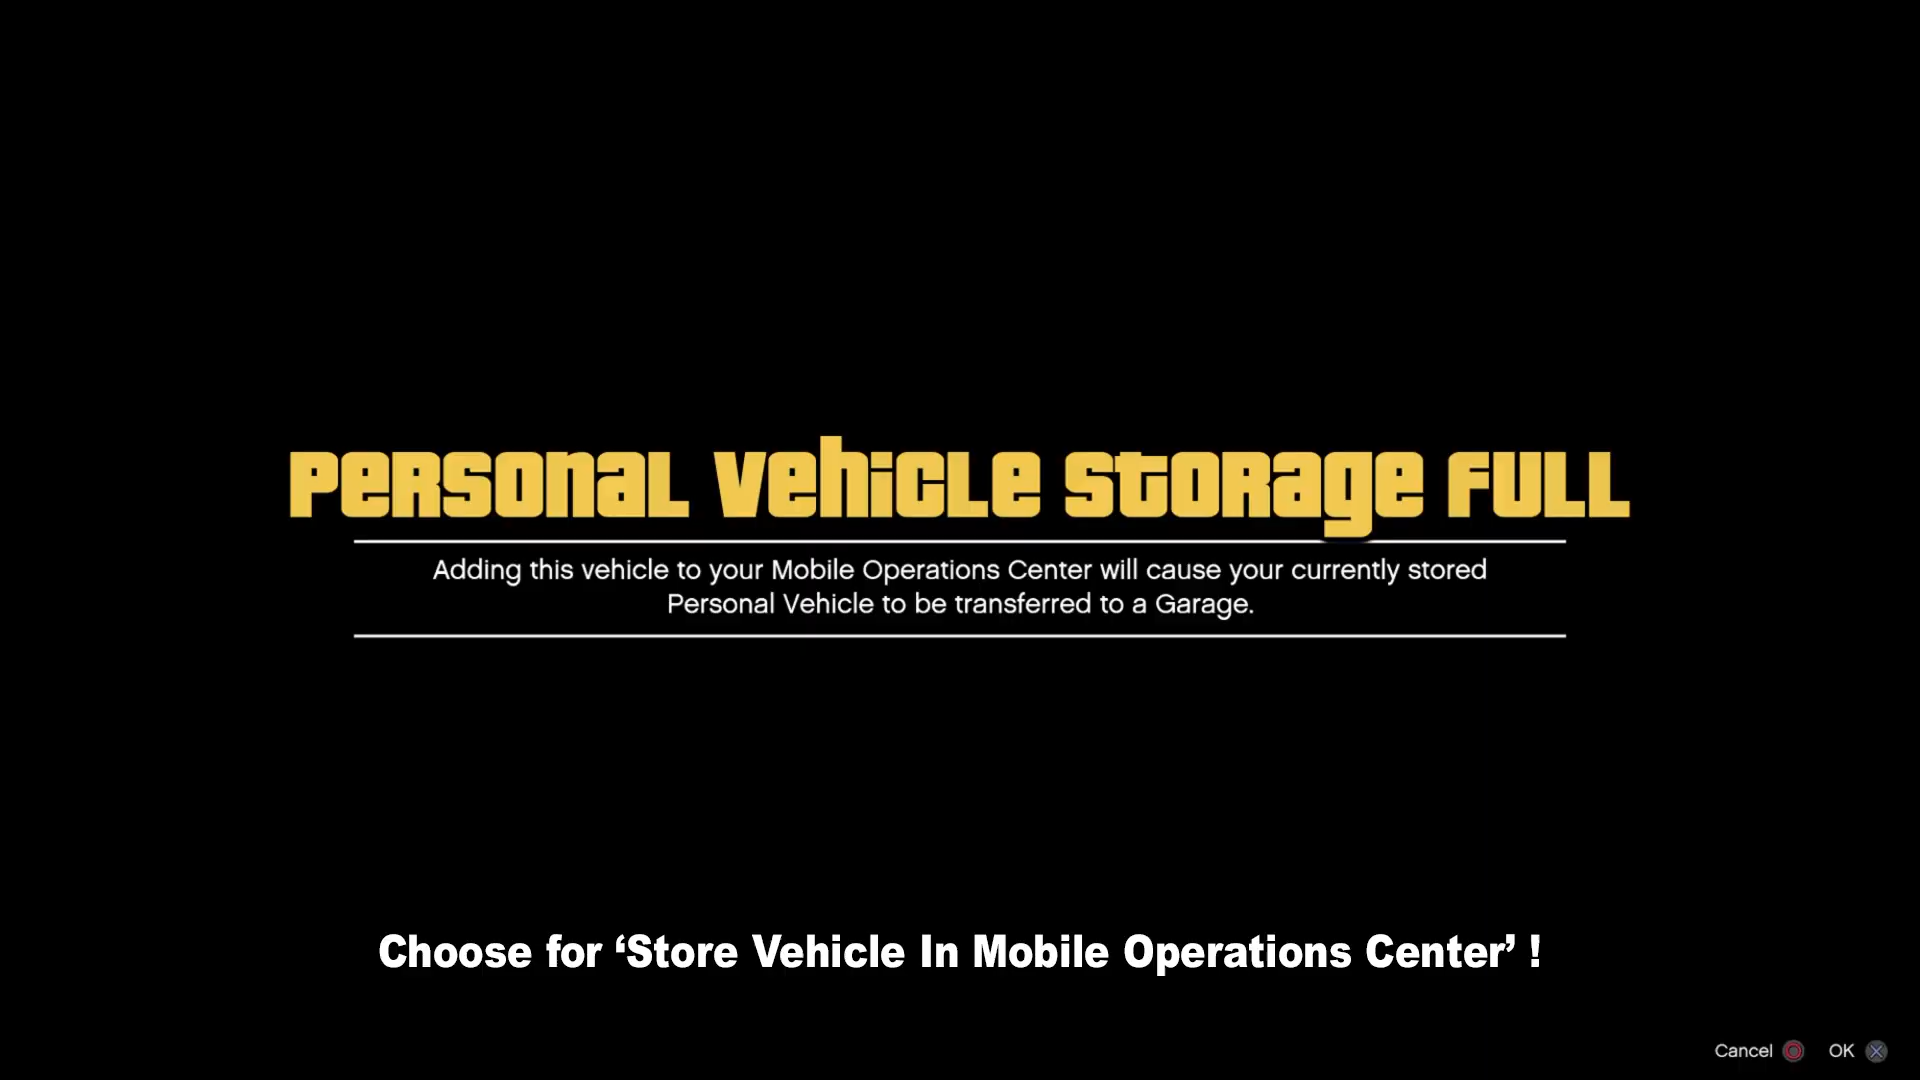 Personal Vehicle Storage Full
Adding this vehicle to your Mobile Operations Center will cause your currently stored
Personal Vehicle to be transferred to a Garage.
Choose for ‘Store Vehicle In Mobile Operations Center’ !
Cancel OK